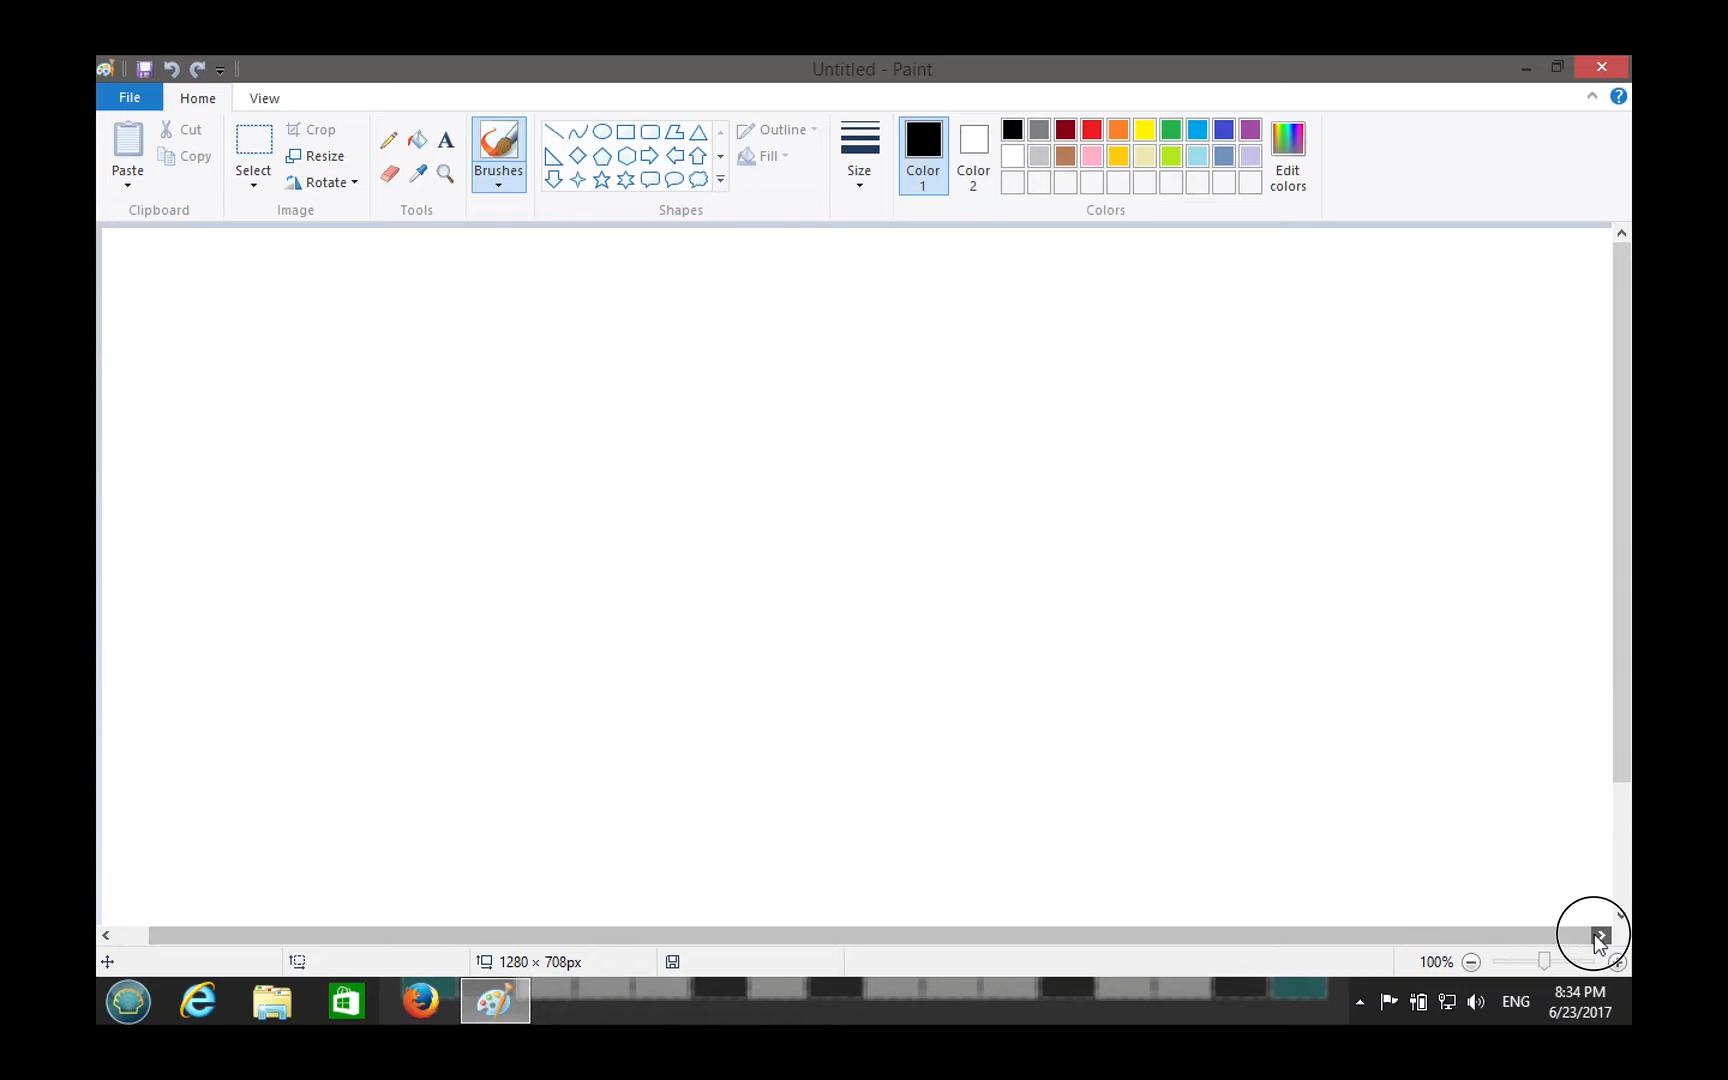 Untitled - Paint
File Home View
Paste
Cut
Copy
Clipboard
Select
Crop
Resize
Rotate
Image
A
Tools
Brushes
Shapes
Outline
Fill
Size
Color 1
Color 2
Edit colors
Colors
1280 × 708px
100%
ENG
8:34 PM
6/23/2017